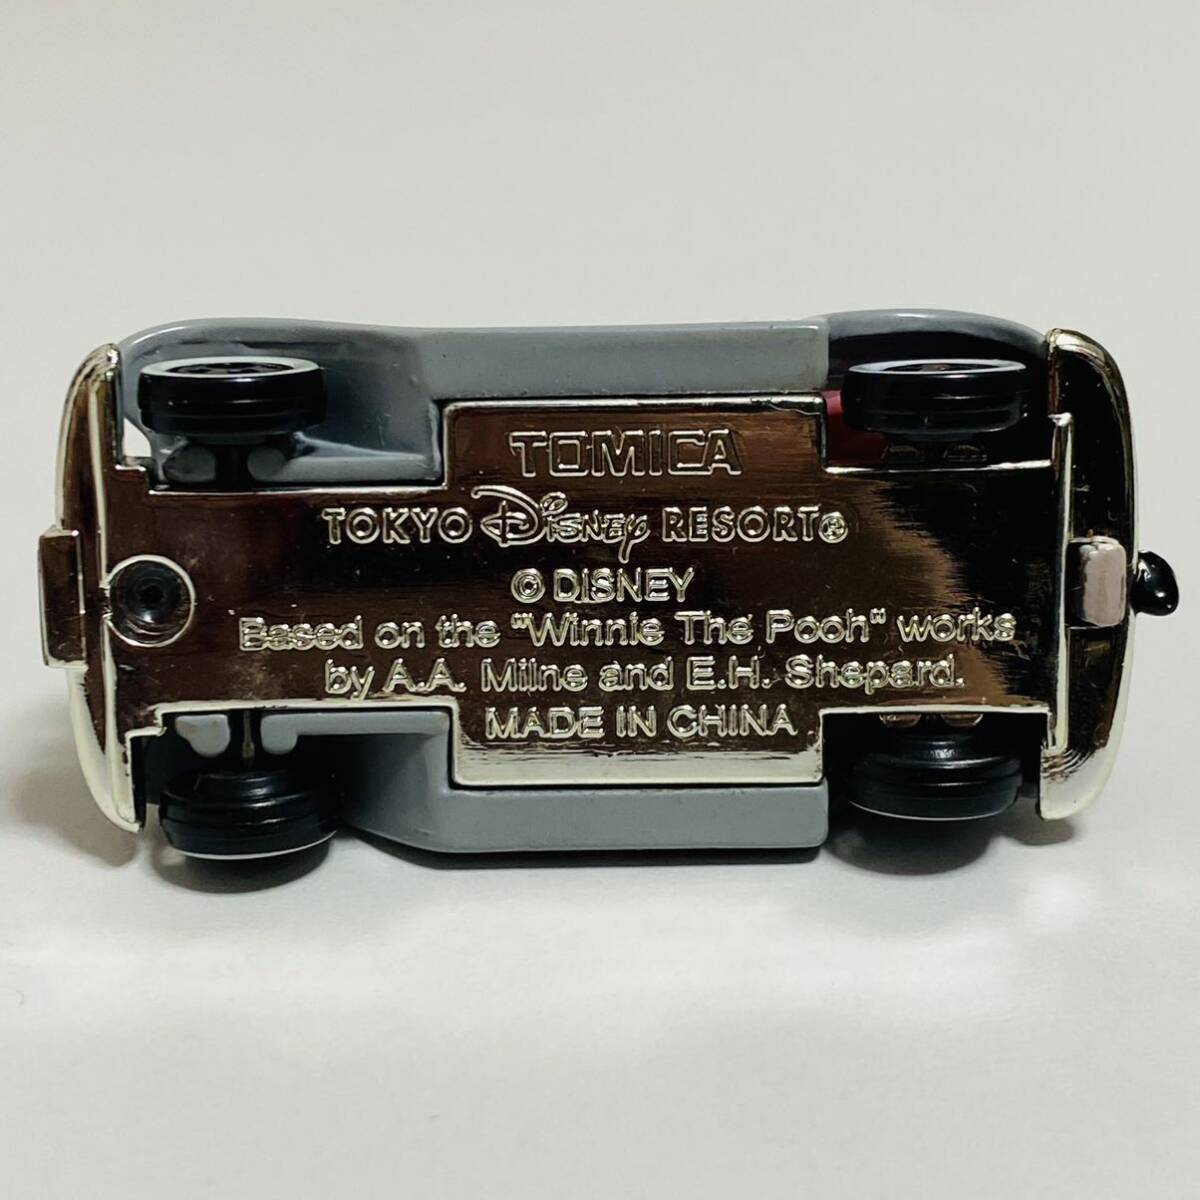 TOMICA
TOKYO Disney RESORT®
© DISNEY
Based on the "Winnie The Pooh" works
by A.A. Milne and E.H. Shepard.
MADE IN CHINA